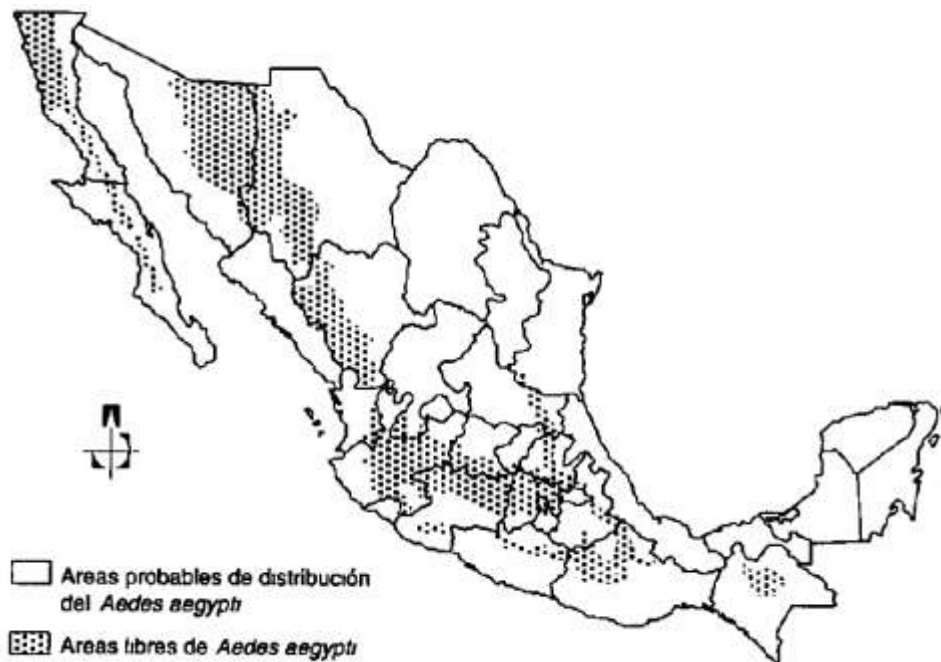 N
Areas probables de distribución
del Aedes aegypti
Areas libres de Aedes aegypti